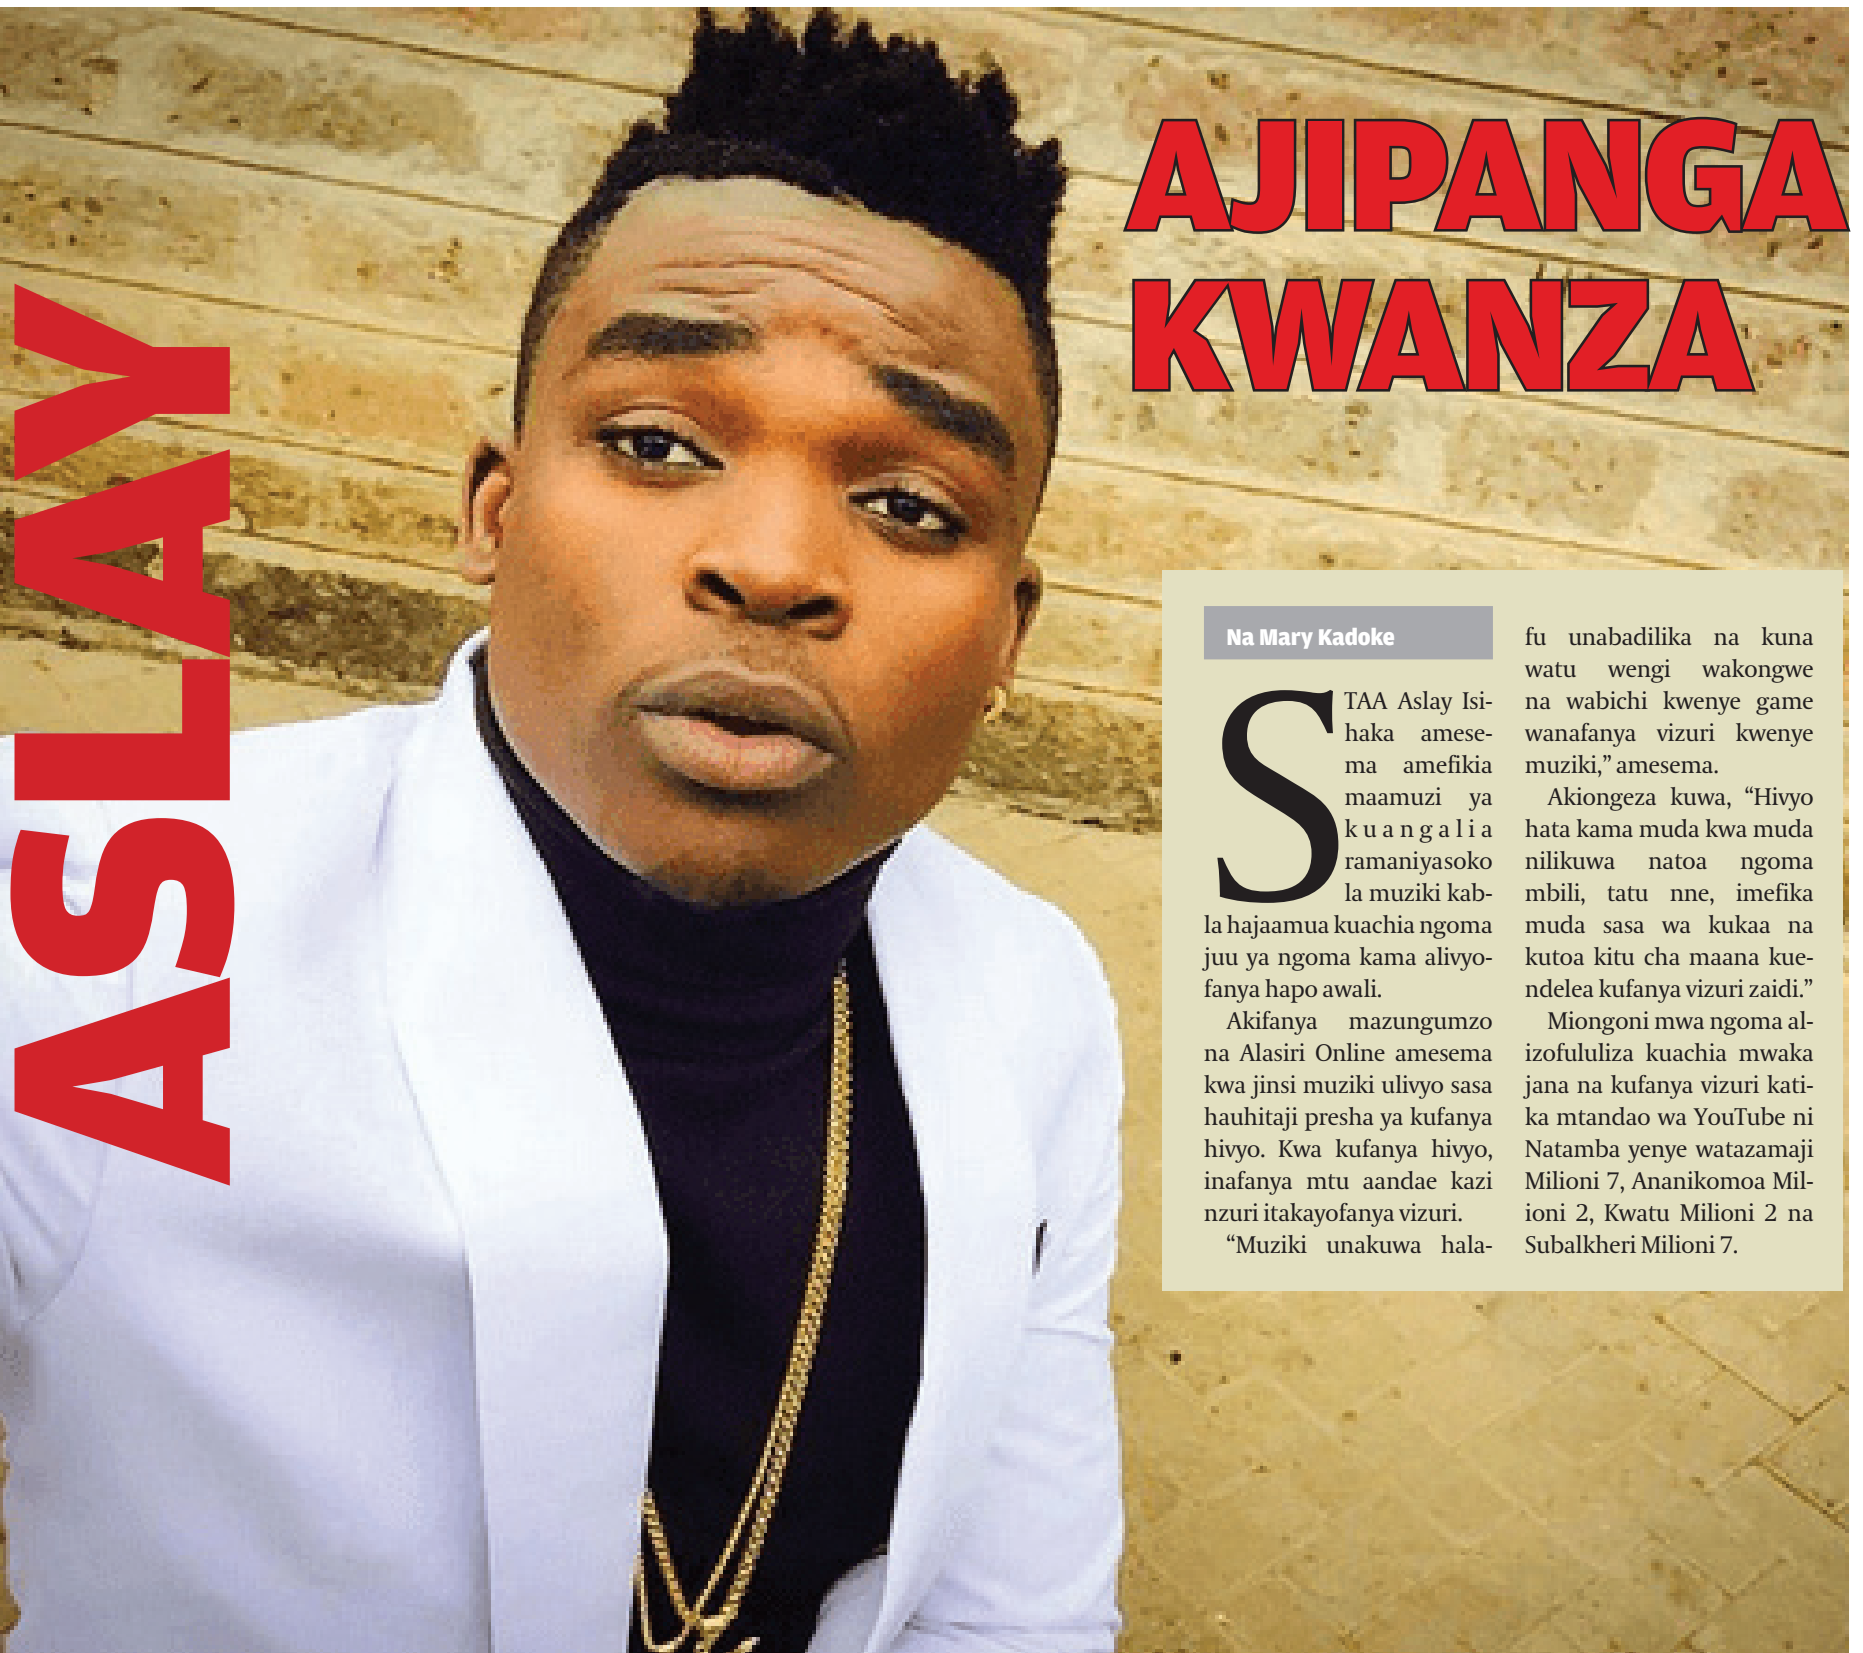 ASLAY
AJIPANGA
KWANZA
Na Mary Kadoke
STAA Aslay Isi-
haka amese-
ma amefikia
maamuzi ya
kuangalia
ramaniyasoko
la muziki kab-
la hajaamua kuachia ngoma
juu ya ngoma kama alivyo-
fanya hapo awali.
Akifanya mazungumzo
na Alasiri Online amesema
kwa jinsi muziki ulivyo sasa
hauhitaji presha ya kufanya
hivyo. Kwa kufanya hivyo,
inafanya mtu aandae kazi
nzuri itakayofanya vizuri.
“Muziki unakuwa hala-
fu unabadilika na kuna
watu wengi wakongwe
na wabichi kwenye game
wanafanya vizuri kwenye
muziki,” amesema.
Akiongeza kuwa, “Hivyo
hata kama muda kwa muda
nilikuwa natoa ngoma
mbili, tatu nne, imefika
muda sasa wa kukaa na
kutoa kitu cha maana kue-
ndelea kufanya vizuri zaidi.”
Miongoni mwa ngoma al-
izofululiza kuachia mwaka
jana na kufanya vizuri kati-
ka mtandao wa YouTube ni
Natamba yenye watazamaji
Milioni 7, Ananikomoa Mil-
ioni 2, Kwatu Milioni 2 na
Subalkheri Milioni 7.